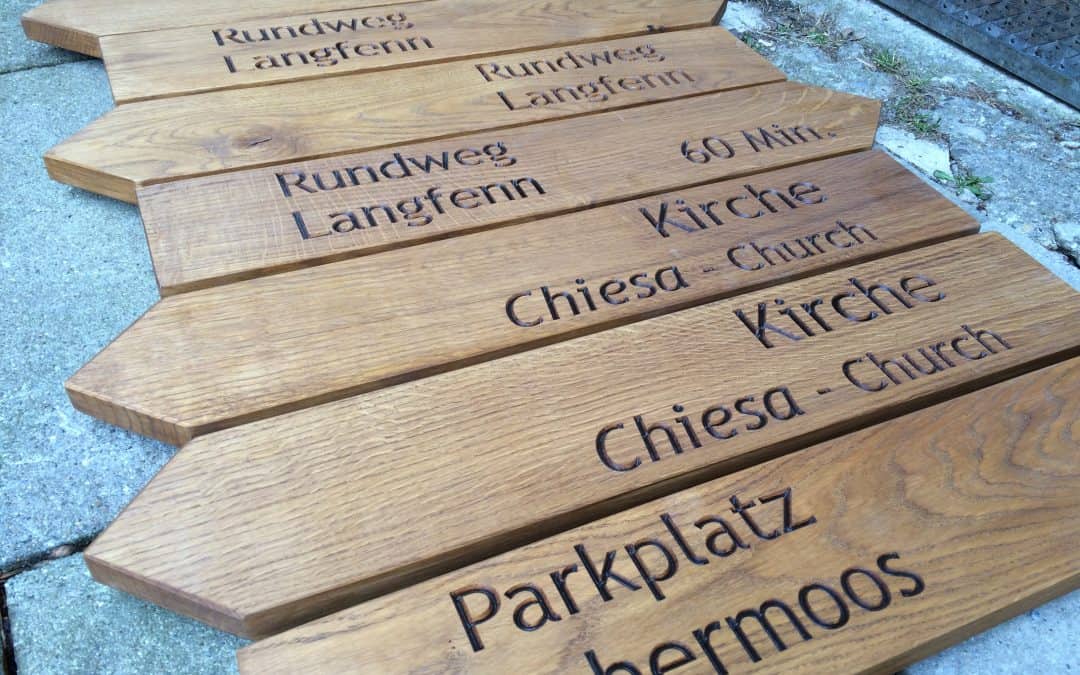 Rundweg
Langfenn
Rundweg
Langfenn
Rundweg
Langfenn
60 Min.
Kirche
Chiesa - Church
Kirche
Chiesa - Church
Parkplatz